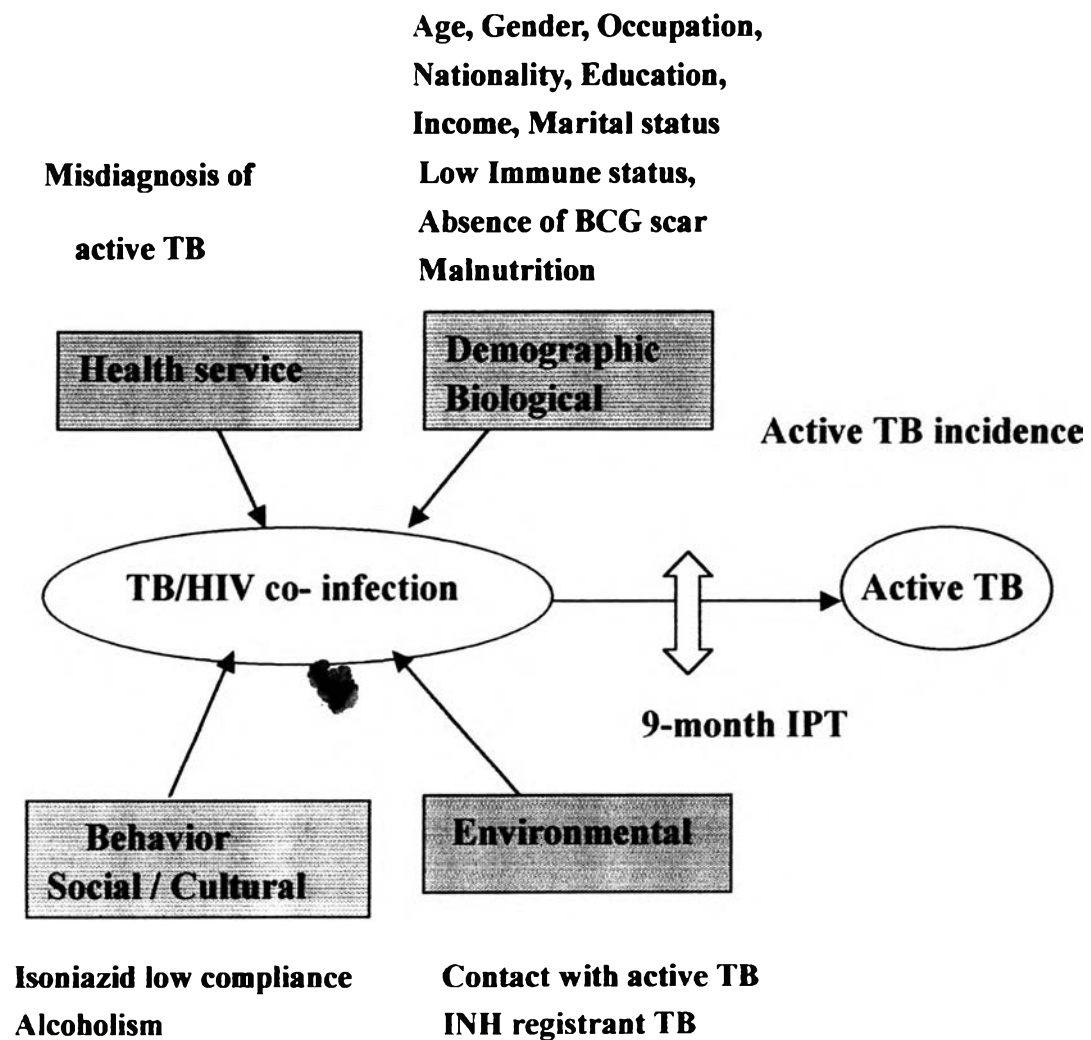 Age, Gender, Occupation,
Nationality, Education,
Income, Marital status
Low Immune status,
Absence of BCG scar
Malnutrition
Misdiagnosis of
active TB
Health service
Demographic
Biological
Active TB incidence
TB/HIV co- infection
Active TB
9-month IPT
Behavior
Social / Cultural
Environmental
Isoniazid low compliance
Alcoholism
Contact with active TB
INH registrant TB